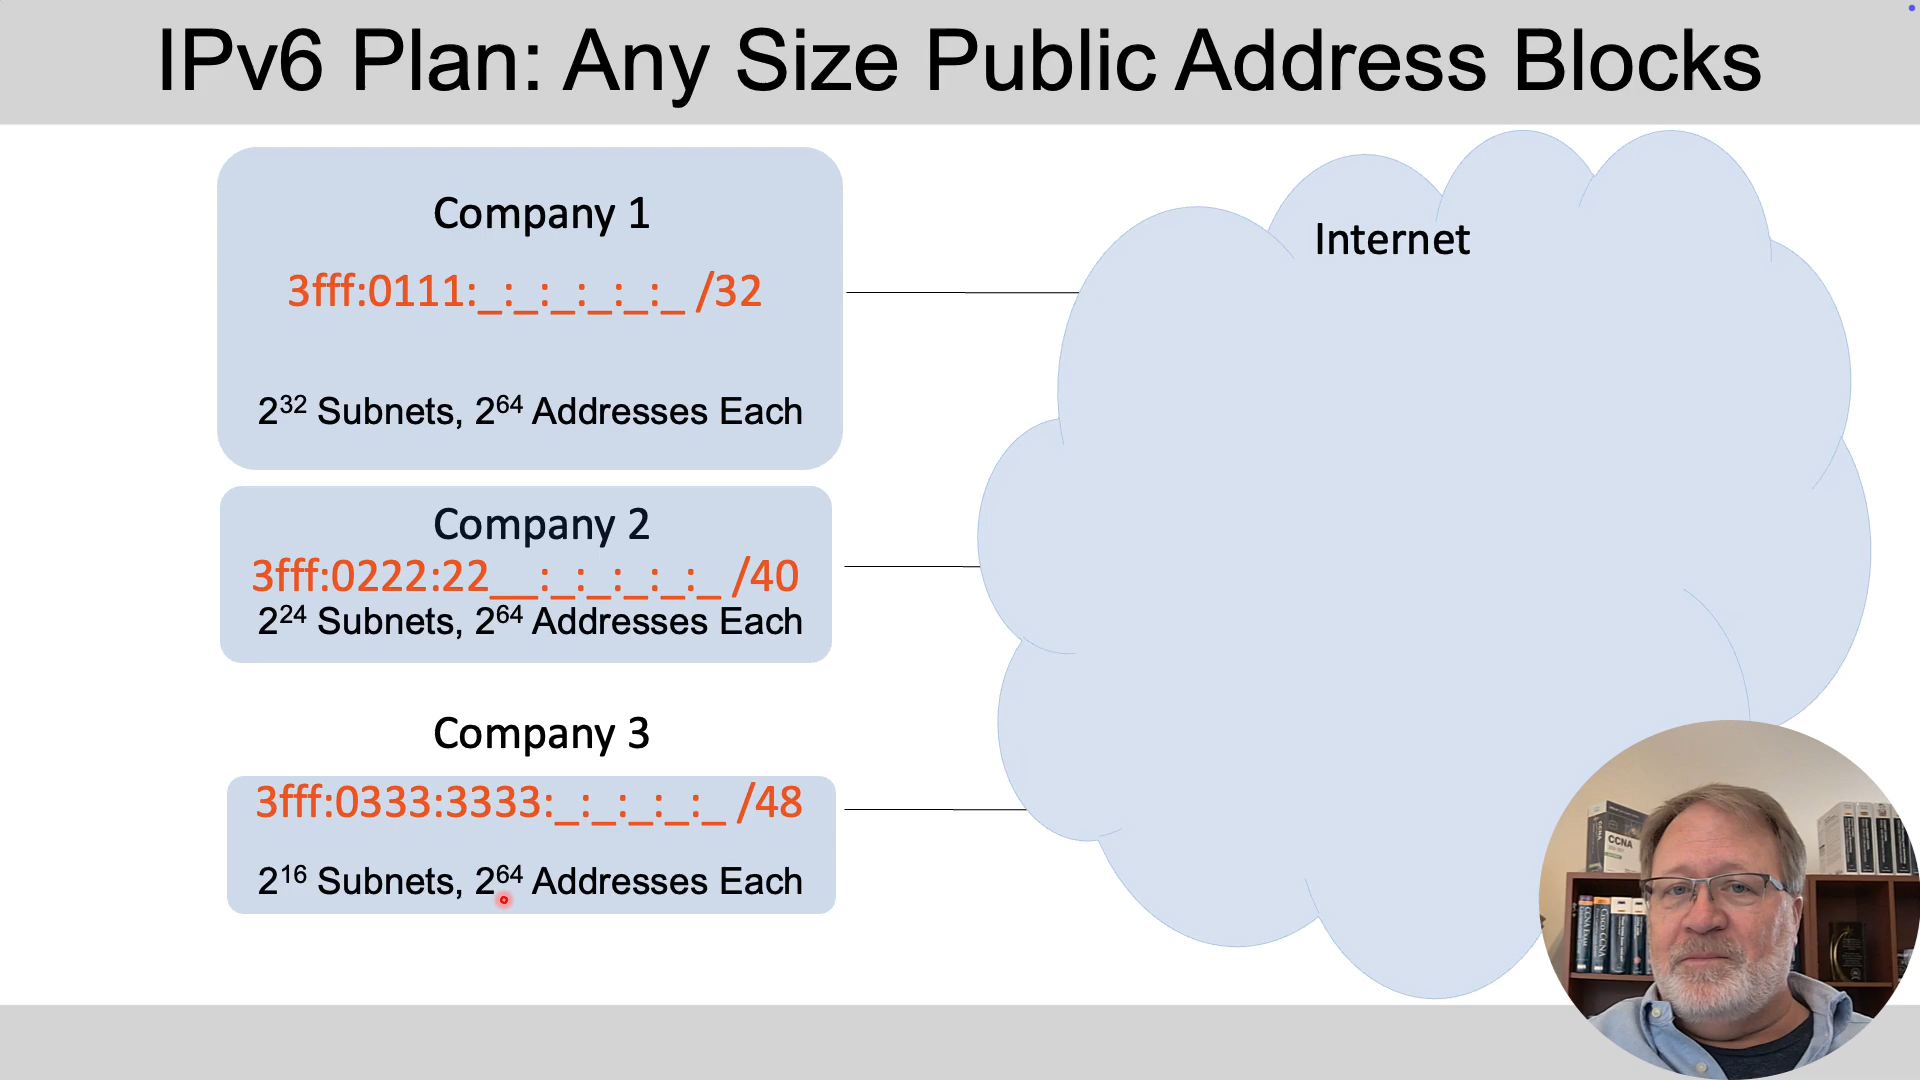 IPv6 Plan: Any Size Public Address Blocks
Company 1
3fff:0111:_:_:_:_:_:_ /32
2³² Subnets, 2⁶⁴ Addresses Each
Internet
Company 2
3fff:0222:22__:_:_:_:_:_ /40
2²⁴ Subnets, 2⁶⁴ Addresses Each
Company 3
3fff:0333:3333:_:_:_:_:_ /48
2¹⁶ Subnets, 2⁶⁴ Addresses Each
CCNA